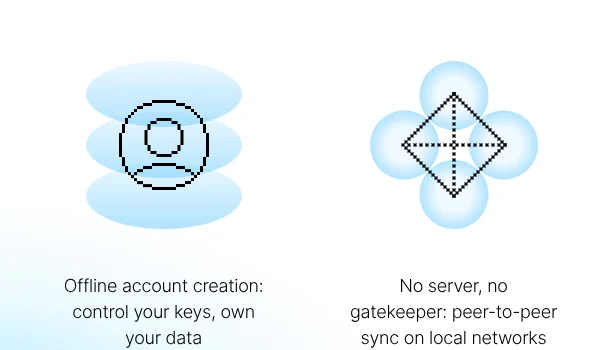 Offline account creation:
control your keys, own
your data
No server, no
gatekeeper: peer-to-peer
sync on local networks